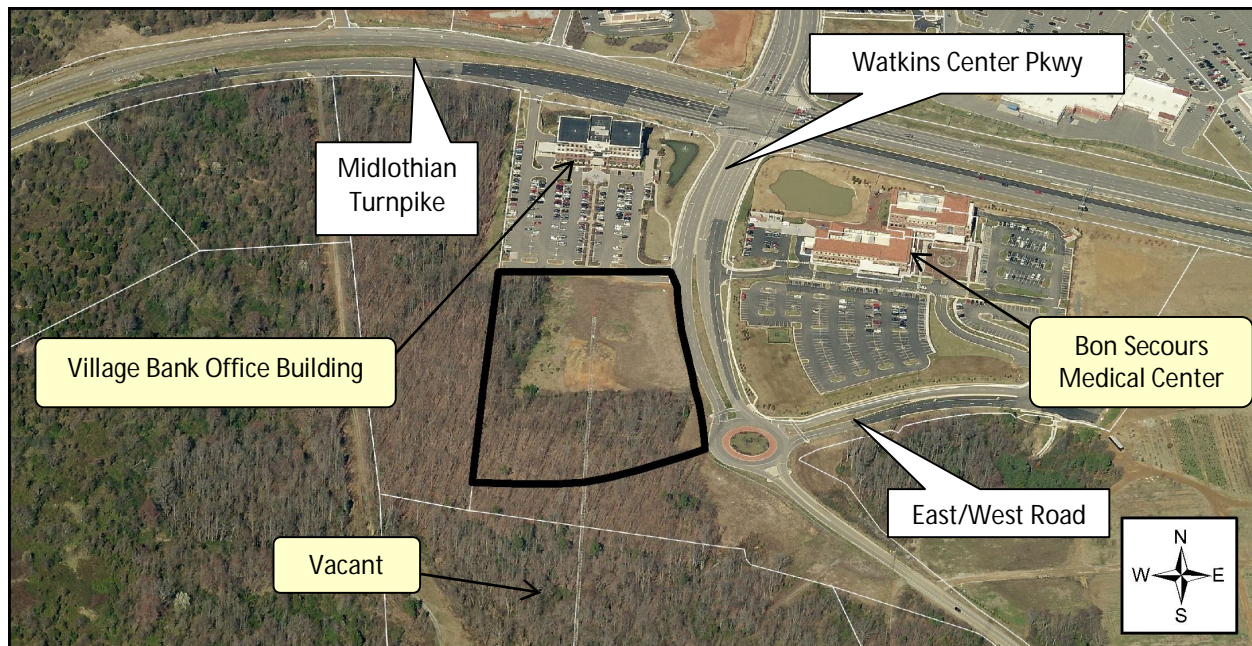 Watkins Center Pkwy
Midlothian
Turnpike
Village Bank Office Building
Bon Secours
Medical Center
East/West Road
Vacant
N
W E
S